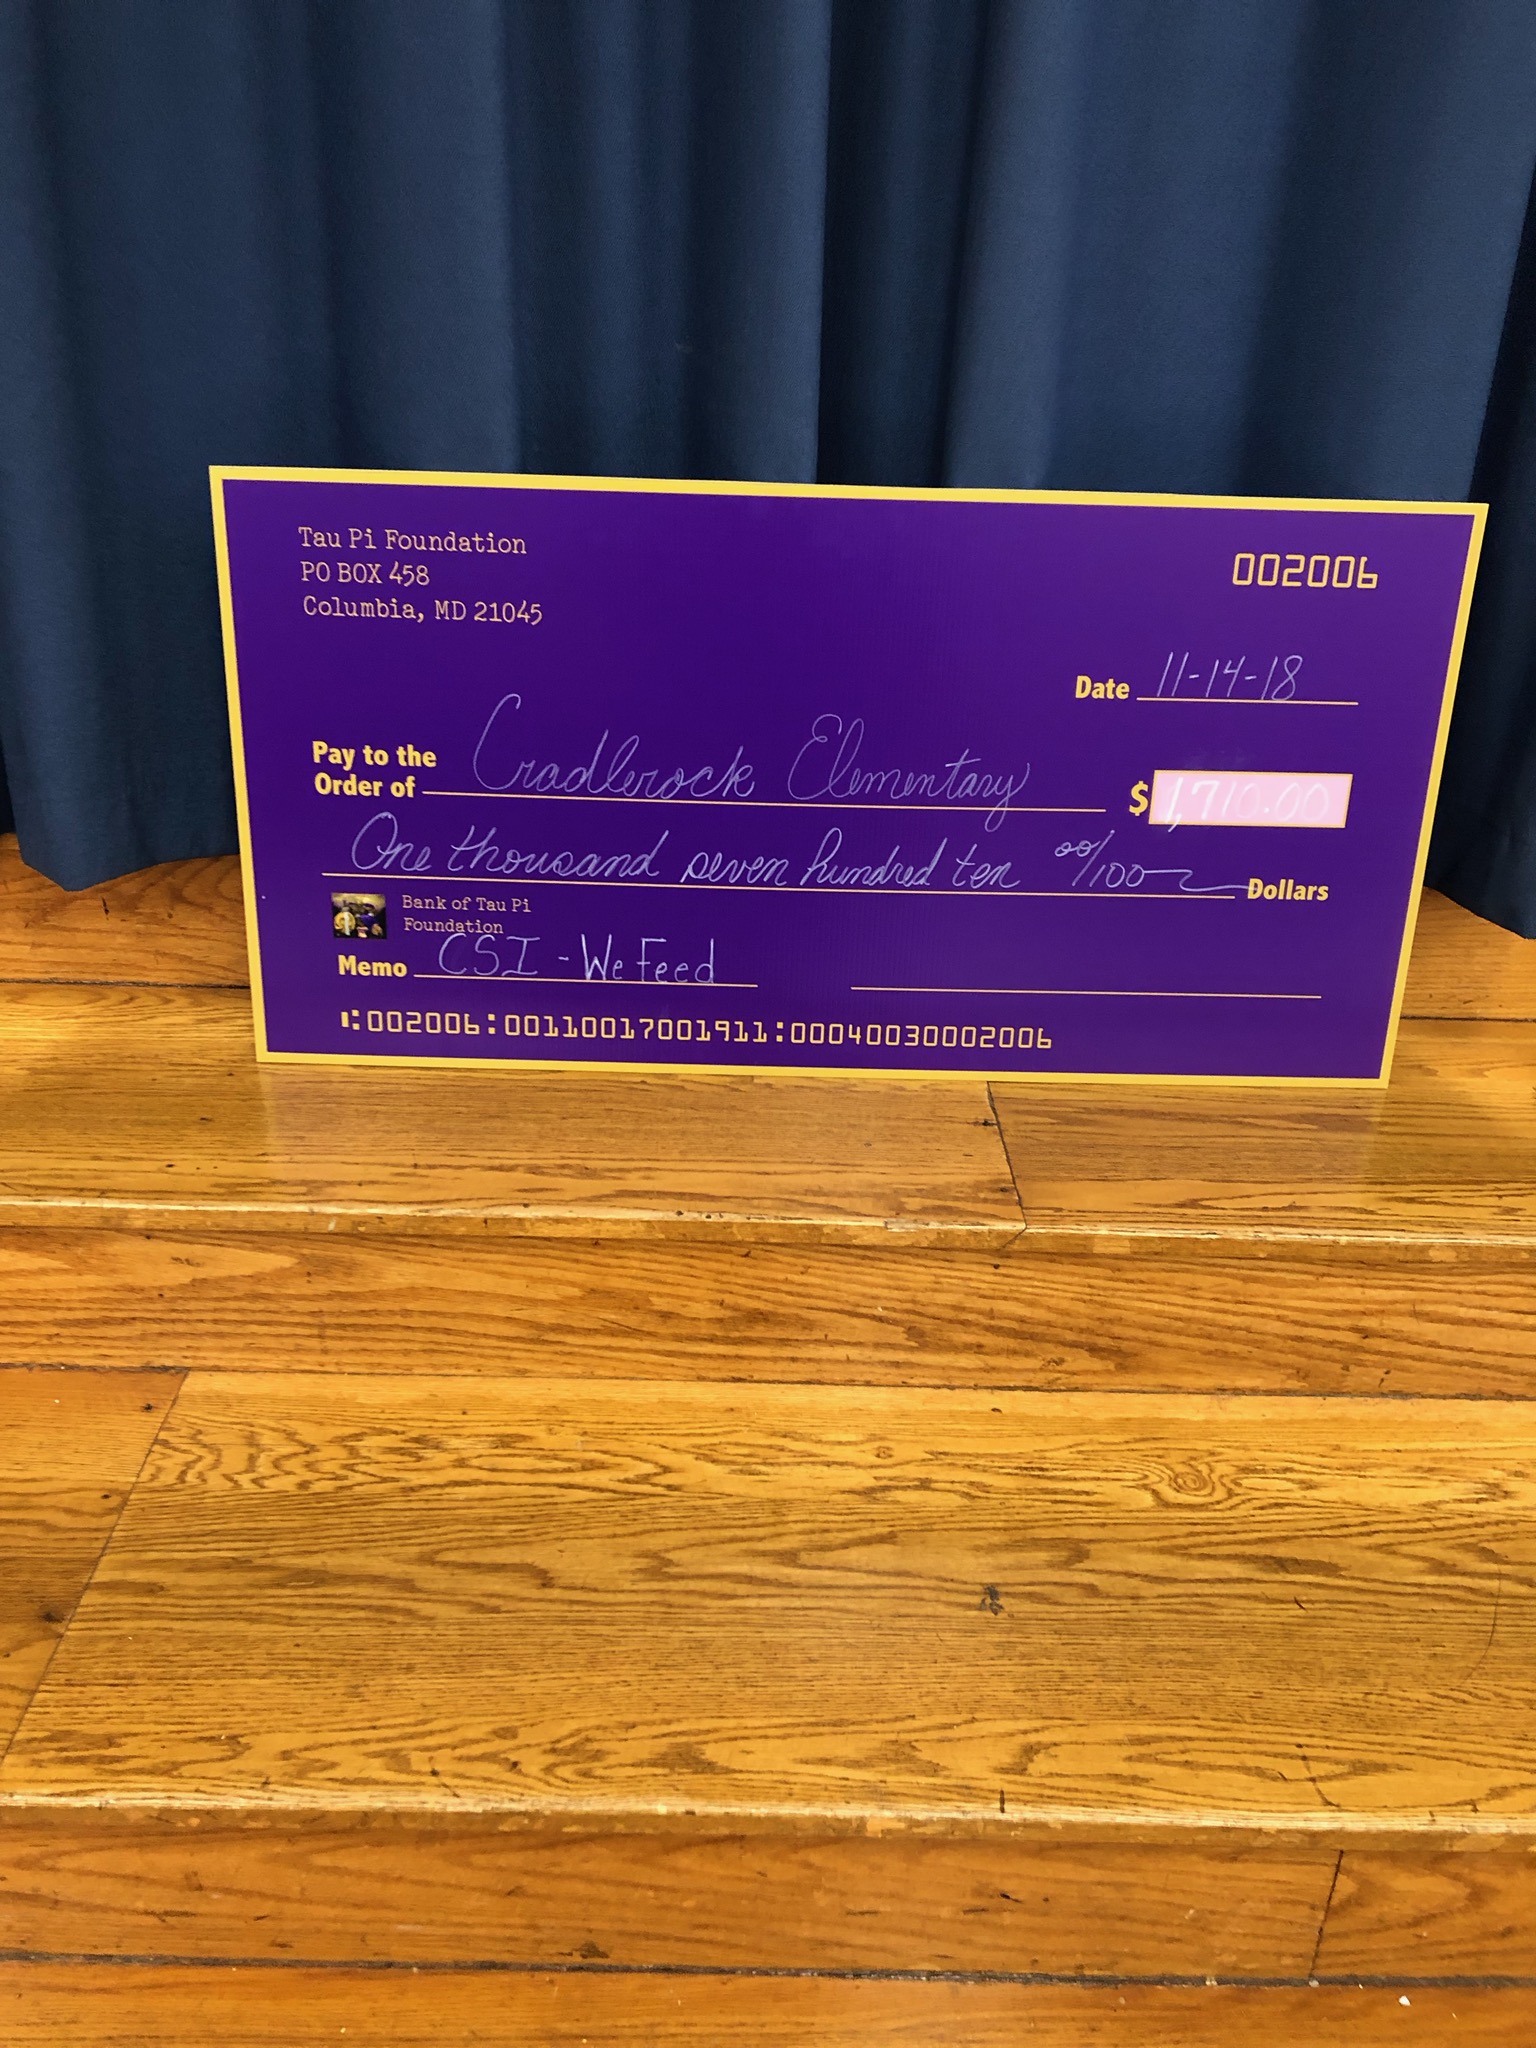 Tau Pi Foundation
PO BOX 458
Columbia, MD 21045
002006
Date 11-14-18
Pay to the
Order of Cradlerock Elementary $ 1,710.00
One thousand seven hundred ten 00/100 Dollars
Bank of Tau Pi
Foundation
Memo CSI - We Feed
⑆002006:00110017001911:00040030002006